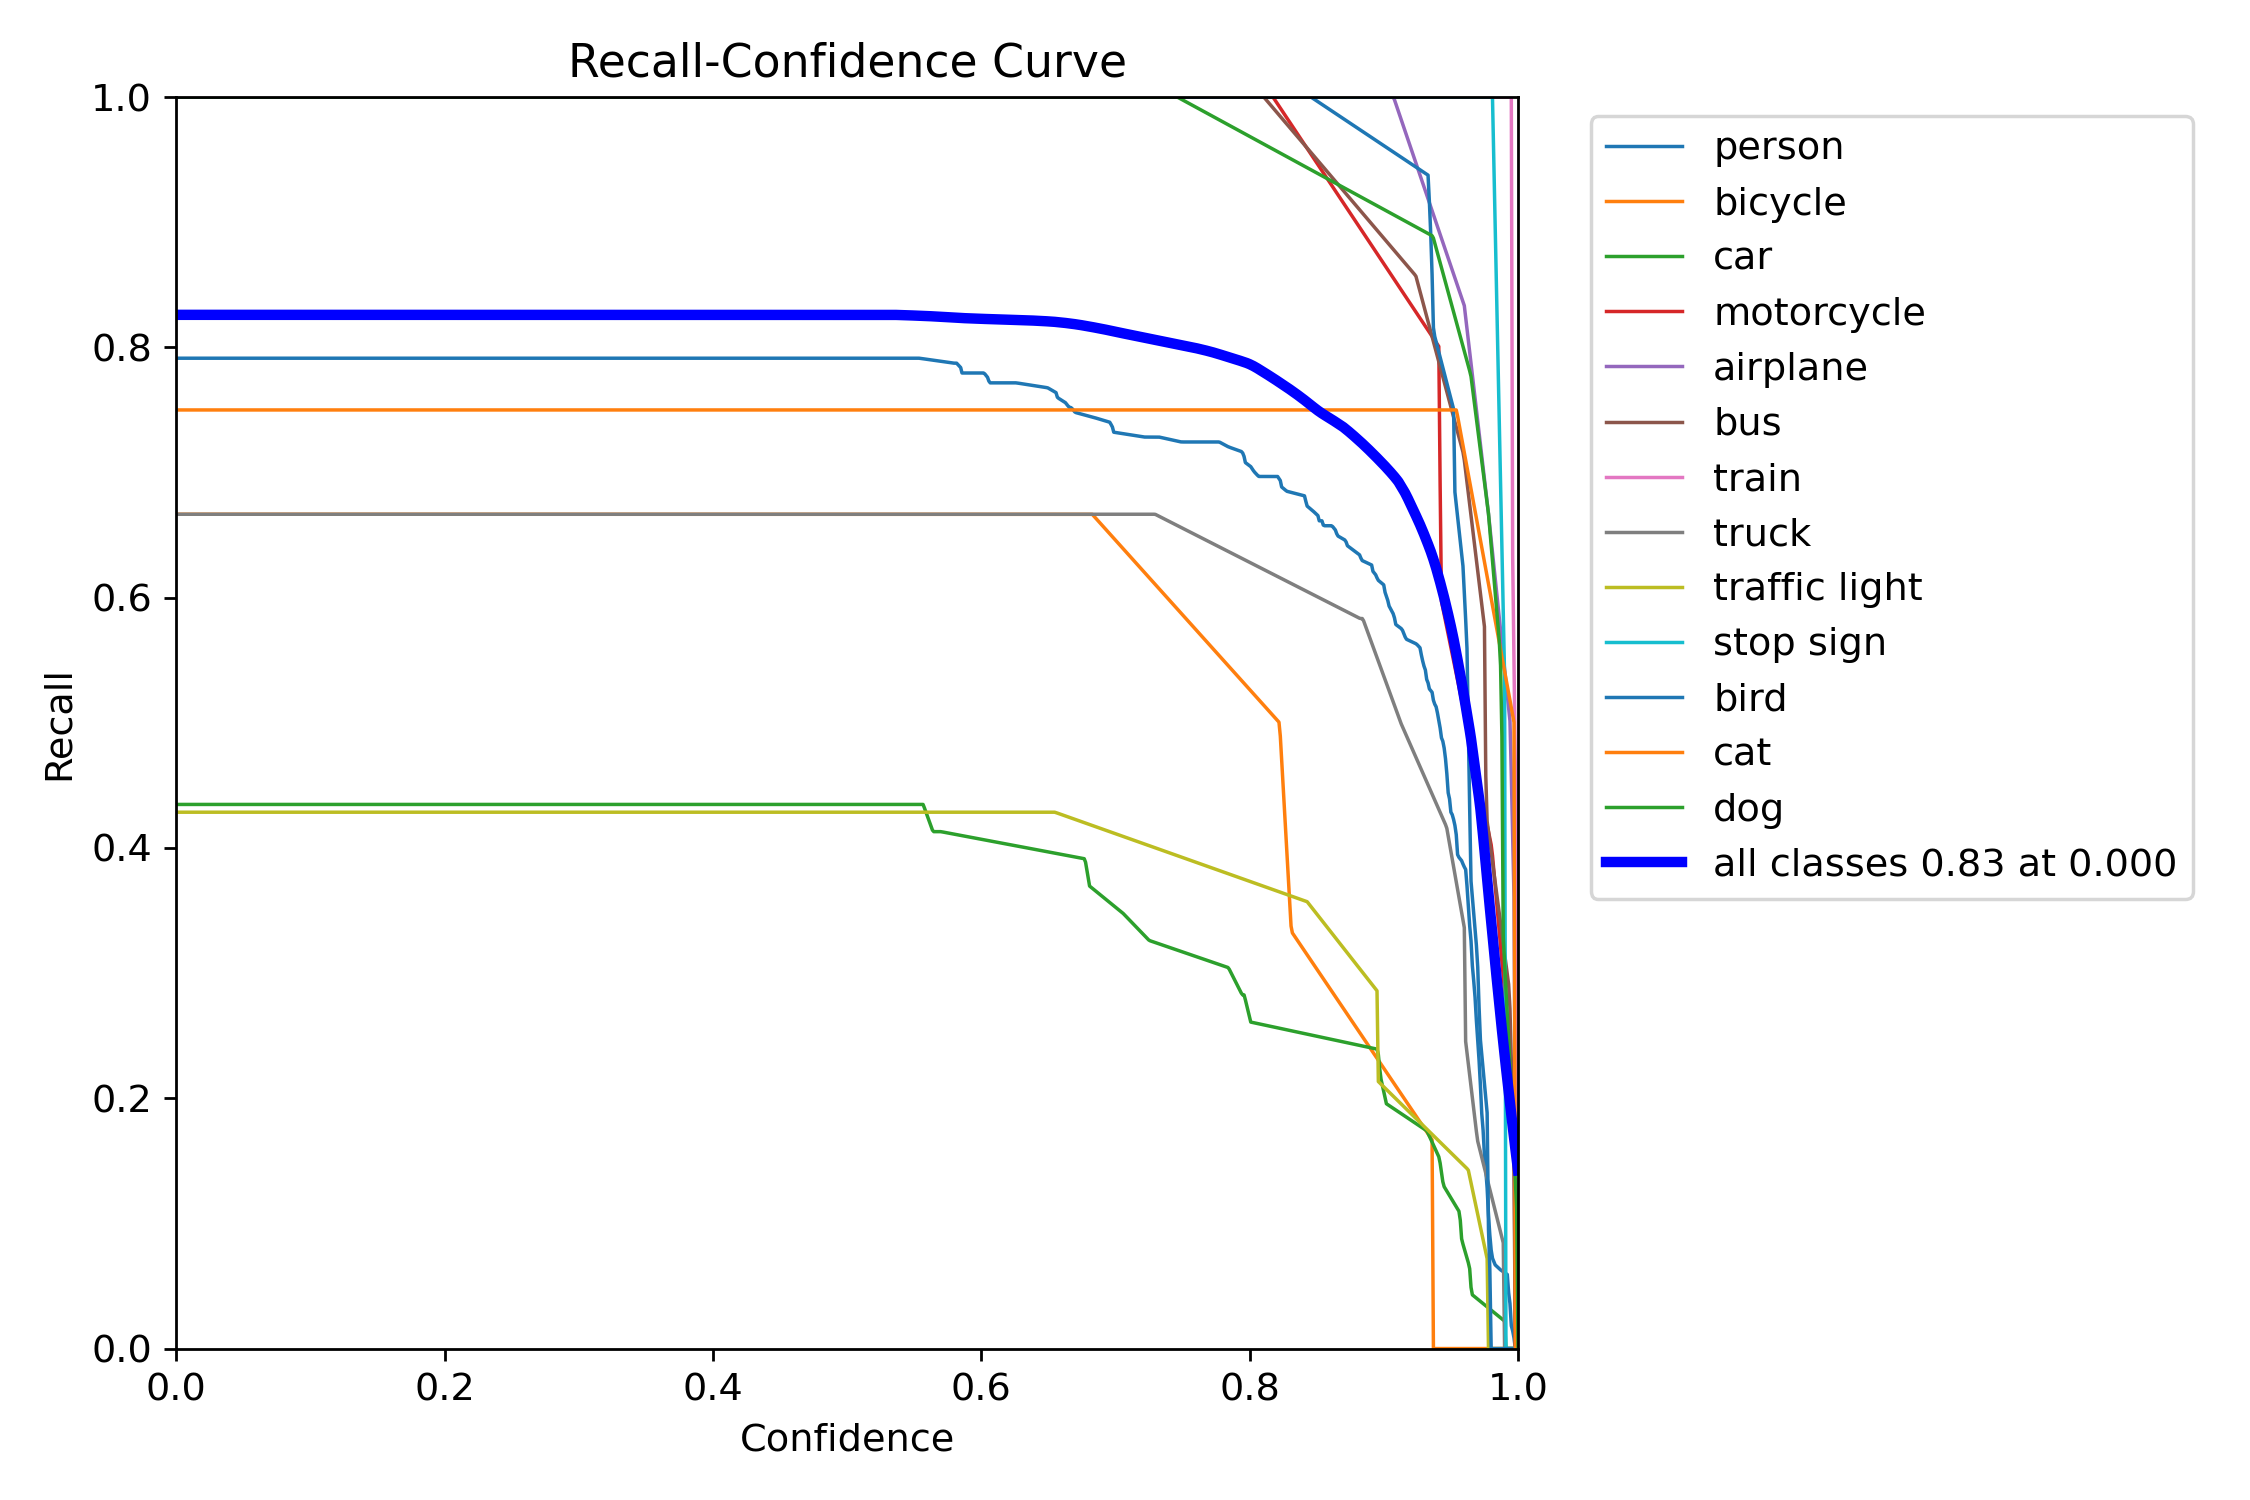 Recall-Confidence Curve
1.0
0.8
0.6
0.4
0.2
0.0
Recall
0.0 0.2 0.4 0.6 0.8 1.0
Confidence
person
bicycle
car
motorcycle
airplane
bus
train
truck
traffic light
stop sign
bird
cat
dog
all classes 0.83 at 0.000